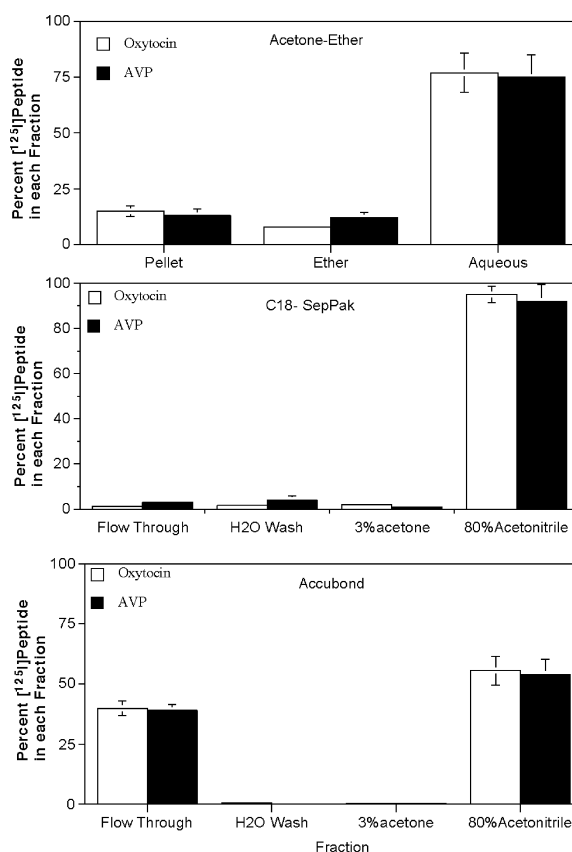 Percent [125I]Peptide
in each Fraction
100
75
50
25
0
Oxytocin
AVP
Acetone-Ether
Pellet Ether Aqueous
Percent [125I]Peptide
in each Fraction
100
80
60
40
20
0
Oxytocin
AVP
C18- SepPak
Flow Through H2O Wash 3%acetone 80%Acetonitrile
Percent [125I]Peptide
in each Fraction
100
75
50
25
0
Oxytocin
AVP
Accubond
Flow Through H2O Wash 3%acetone 80%Acetonitrile
Fraction